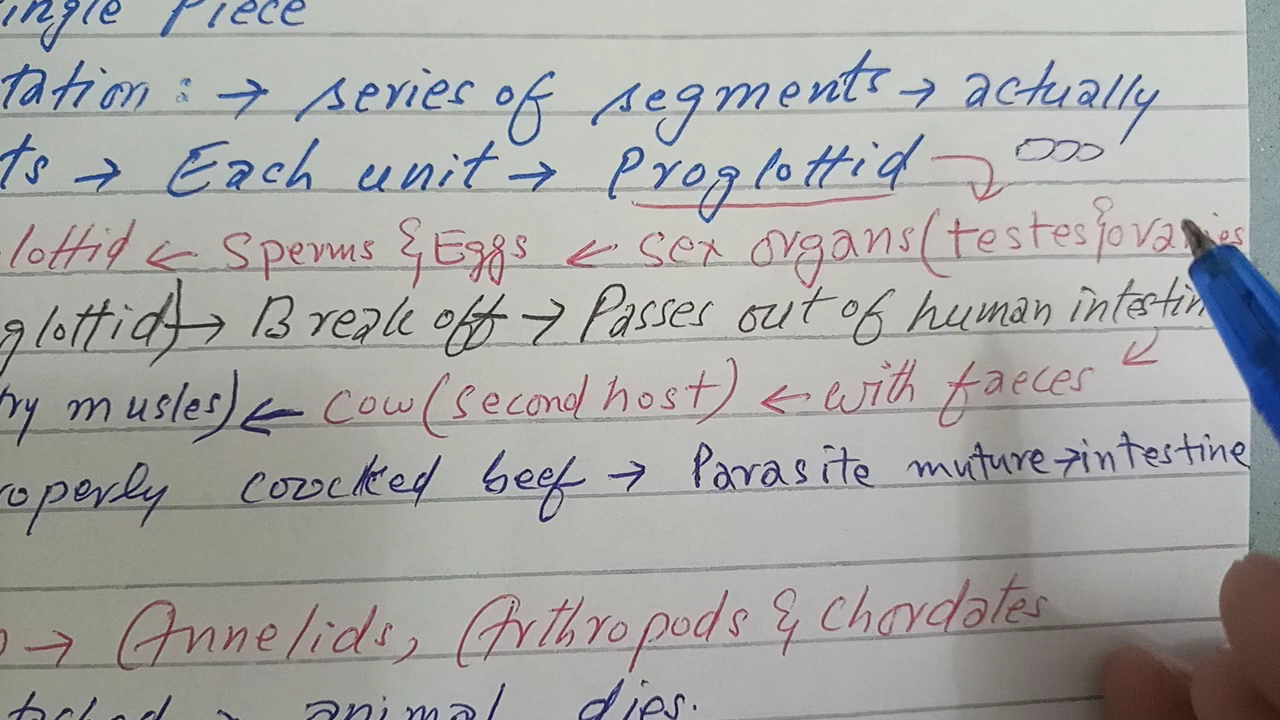 ingle Piece
tation: → series of segments → actually
ts → Each unit → Proglottid
lottid ← Sperms & Eggs ← Sex organs (testes & ovaries
glottid) → Break off → Passes out of human intestin
ry musles) ← Cow (second host) ← with faeces
operly coocked beef → Parasite muture → intestine
→ Annelids, Arthropods & Chordates
animal dies.